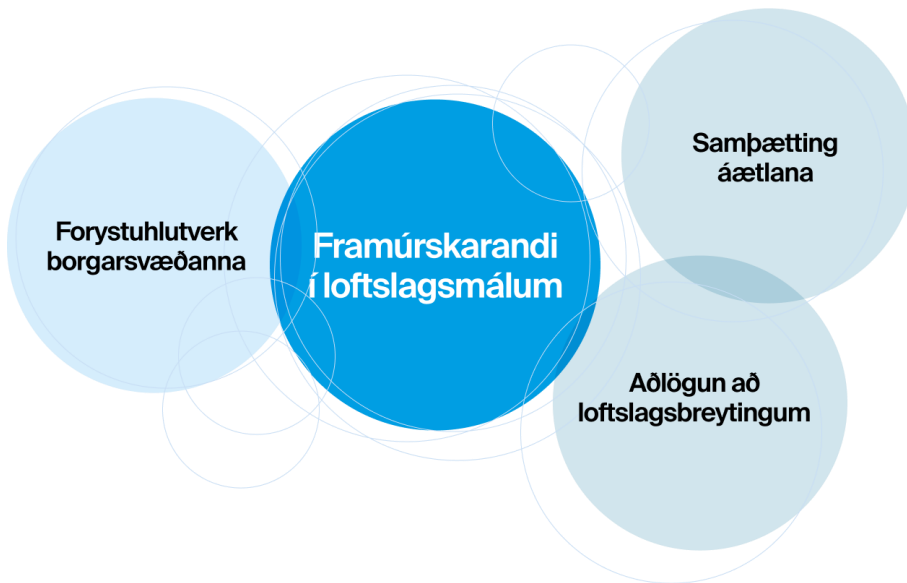 Forystuhlutverk
borgarsvæðanna
Framúrskarandi
í loftslagsmálum
Samþætting
áætlana
Aðlögun að
loftslagsbreytingum